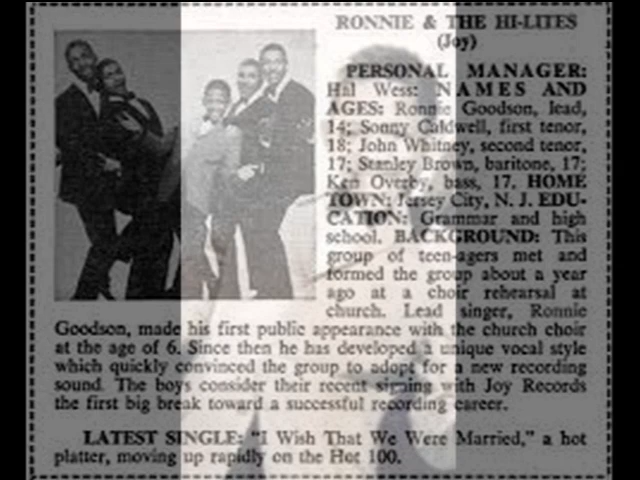 RONNIE & THE HI-LITES
(Joy)
PERSONAL MANAGER:
Hal Wess: NAMES AND
AGES: Ronnie Goodson, lead,
14; Sonny Caldwell, first tenor,
18; John Whitney, second tenor,
17; Stanley Brown, baritone, 17;
Ken Overby, bass, 17. HOME
TOWN: Jersey City, N. J. EDU-
CATION: Grammar and high
school. BACKGROUND: This
group of teen-agers met and
formed the group about a year
ago at a choir rehearsal at
church. Lead singer, Ronnie
Goodson, made his first public appearance with the church choir
at the age of 6. Since then he has developed a unique vocal style
which quickly convinced the group to adopt for a new recording
sound. The boys consider their recent signing with Joy Records
the first big break toward a successful recording career.
LATEST SINGLE: "I Wish That We Were Married," a hot
platter, moving up rapidly on the Hot 100.